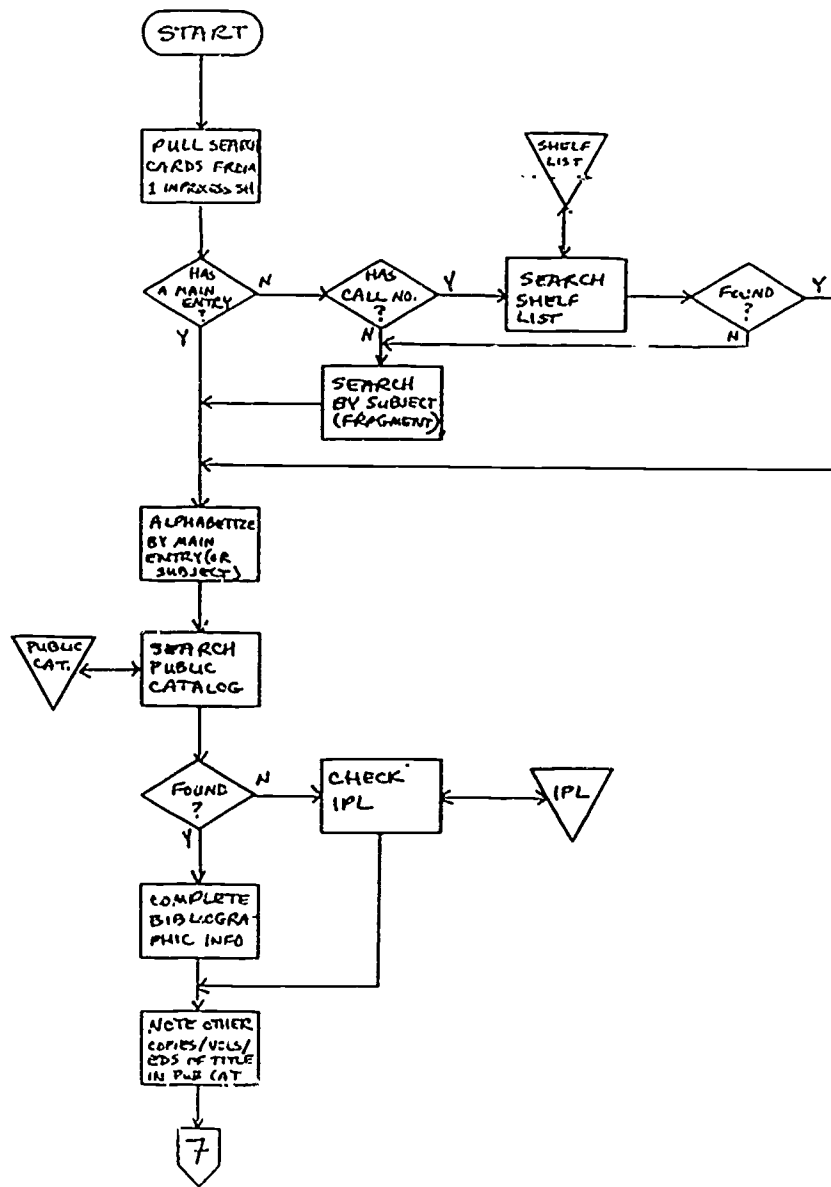 START
PULL SEARCH
CARDS FROM
1 INPROCESS SH
SHELF
LIST
HAS
A MAIN
ENTRY
?
N
Y
HAS
CALL NO.
?
Y
N
SEARCH
SHELF
LIST
FOUND
?
Y
N
SEARCH
BY SUBJECT
(FRAGMENT)
ALPHABETIZE
BY MAIN
ENTRY (OR
SUBJECT)
PUBLIC
CAT.
SEARCH
PUBLIC
CATALOG
FOUND
?
N
Y
CHECK
IPL
IPL
COMPLETE
BIBLIOGRA-
PHIC INFO
NOTE OTHER
COPIES/VOLS/
EDS OF TITLE
IN PUB CAT
7